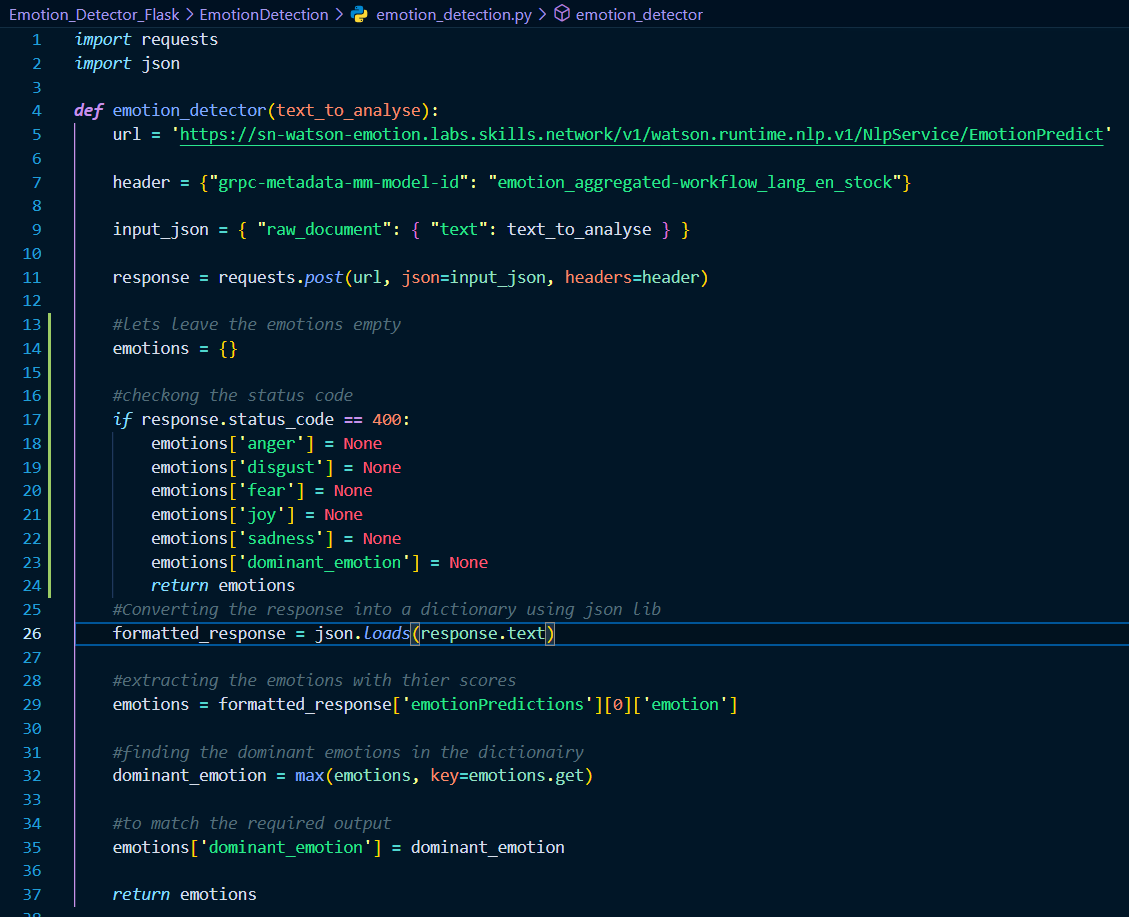 Emotion_Detector_Flask > EmotionDetection > emotion_detection.py > emotion_detector
1 import requests
2 import json
3
4 def emotion_detector(text_to_analyse):
5     url = 'https://sn-watson-emotion.labs.skills.network/v1/watson.runtime.nlp.v1/NlpService/EmotionPredict'
6
7     header = {"grpc-metadata-mm-model-id": "emotion_aggregated-workflow_lang_en_stock"}
8
9     input_json = { "raw_document": { "text": text_to_analyse } }
10
11     response = requests.post(url, json=input_json, headers=header)
12
13     #lets leave the emotions empty
14     emotions = {}
15
16     #checkong the status code
17     if response.status_code == 400:
18         emotions['anger'] = None
19         emotions['disgust'] = None
20         emotions['fear'] = None
21         emotions['joy'] = None
22         emotions['sadness'] = None
23         emotions['dominant_emotion'] = None
24         return emotions
25     #Converting the response into a dictionary using json lib
26     formatted_response = json.loads(response.text)
27
28     #extracting the emotions with thier scores
29     emotions = formatted_response['emotionPredictions'][0]['emotion']
30
31     #finding the dominant emotions in the dictionairy
32     dominant_emotion = max(emotions, key=emotions.get)
33
34     #to match the required output
35     emotions['dominant_emotion'] = dominant_emotion
36
37     return emotions
38